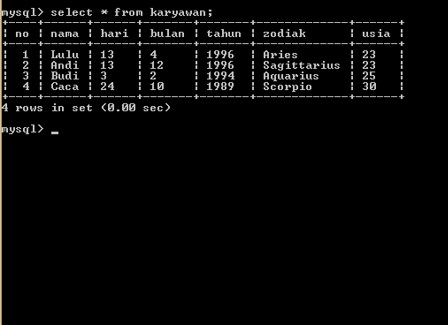 mysql> select * from karyawan;
+----+------+------+-------+-------+-------------+------+
| no | nama | hari | bulan | tahun | zodiak | usia |
+----+------+------+-------+-------+-------------+------+
| 1 | Lulu | 13 | 4 | 1996 | Aries | 23 |
| 2 | Andi | 13 | 12 | 1996 | Sagittarius | 23 |
| 3 | Budi | 3 | 2 | 1994 | Aquarius | 25 |
| 4 | Caca | 24 | 10 | 1989 | Scorpio | 30 |
+----+------+------+-------+-------+-------------+------+
4 rows in set (0.00 sec)
mysql> _